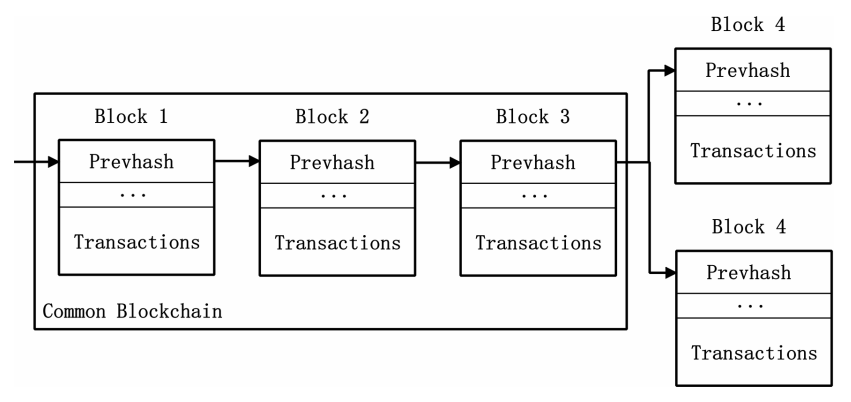 Block 1
Prevhash
...
Transactions
Block 2
Prevhash
...
Transactions
Block 3
Prevhash
...
Transactions
Common Blockchain
Block 4
Prevhash
...
Transactions
Block 4
Prevhash
...
Transactions